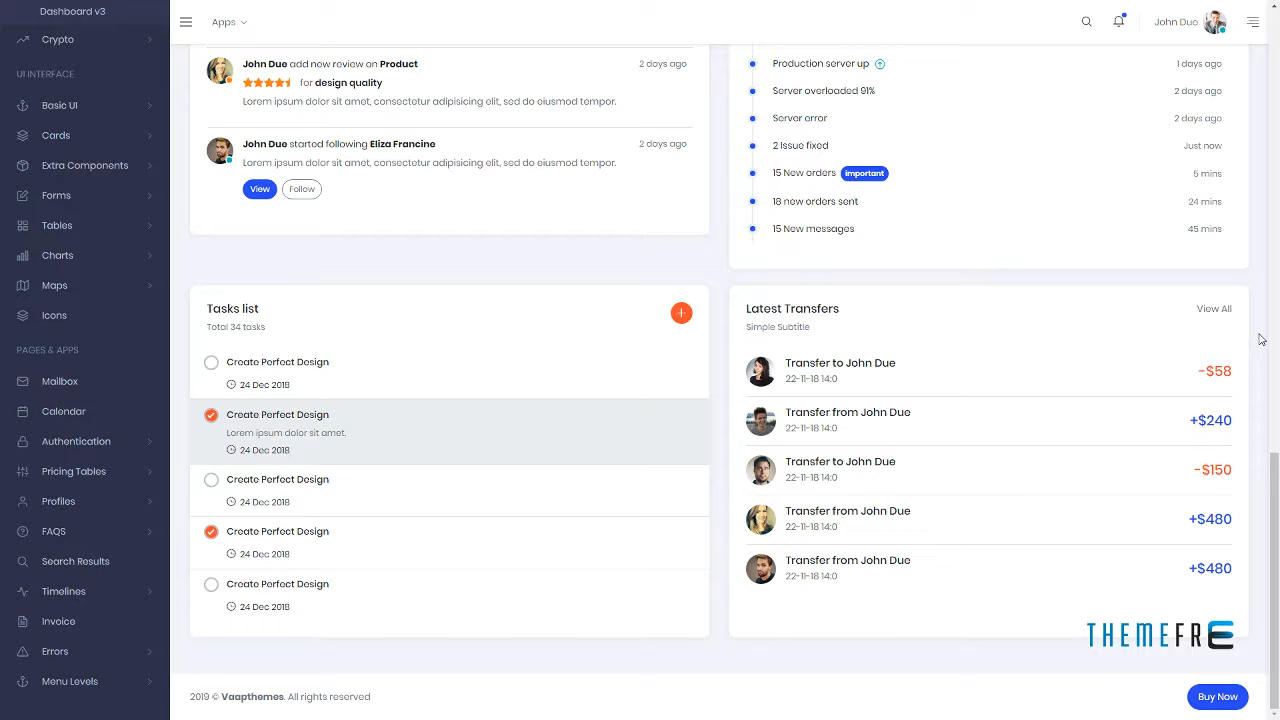 Dashboard v3
Crypto
UI INTERFACE
Basic UI
Cards
Extra Components
Forms
Tables
Charts
Maps
Icons
PAGES & APPS
Mailbox
Calendar
Authentication
Pricing Tables
Profiles
FAQS
Search Results
Timelines
Invoice
Errors
Menu Levels
Apps
John Due
John Due add new review on Product 2 days ago
for design quality
Lorem ipsum dolor sit amet, consectetur adipisicing elit, sed do eiusmod tempor.
John Due started following Eliza Francine 2 days ago
Lorem ipsum dolor sit amet, consectetur adipisicing elit, sed do eiusmod tempor.
View Follow
Production server up 1 days ago
Server overloaded 91% 2 days ago
Server error 2 days ago
2 Issue fixed Just now
15 New orders important 5 mins
18 new orders sent 24 mins
15 New messages 45 mins
Tasks list
Total 34 tasks
Create Perfect Design
24 Dec 2018
Create Perfect Design
Lorem ipsum dolor sit amet.
24 Dec 2018
Create Perfect Design
24 Dec 2018
Create Perfect Design
24 Dec 2018
Create Perfect Design
24 Dec 2018
Latest Transfers View All
Simple Subtitle
Transfer to John Due
22-11-18 14:0
-$58
Transfer from John Due
22-11-18 14:0
+$240
Transfer to John Due
22-11-18 14:0
-$150
Transfer from John Due
22-11-18 14:0
+$480
Transfer from John Due
22-11-18 14:0
+$480
THEMEFRE
2019 © Vaapthemes. All rights reserved
Buy Now